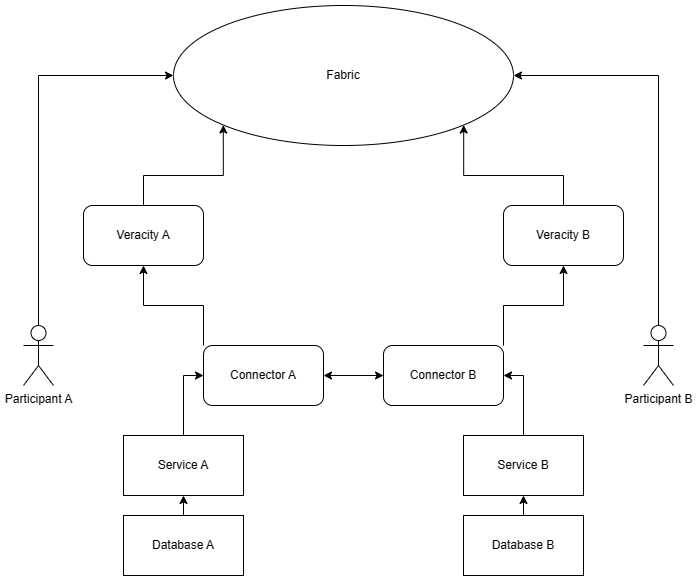 Fabric
Veracity A
Veracity B
Connector A
Connector B
Participant A
Participant B
Service A
Service B
Database A
Database B